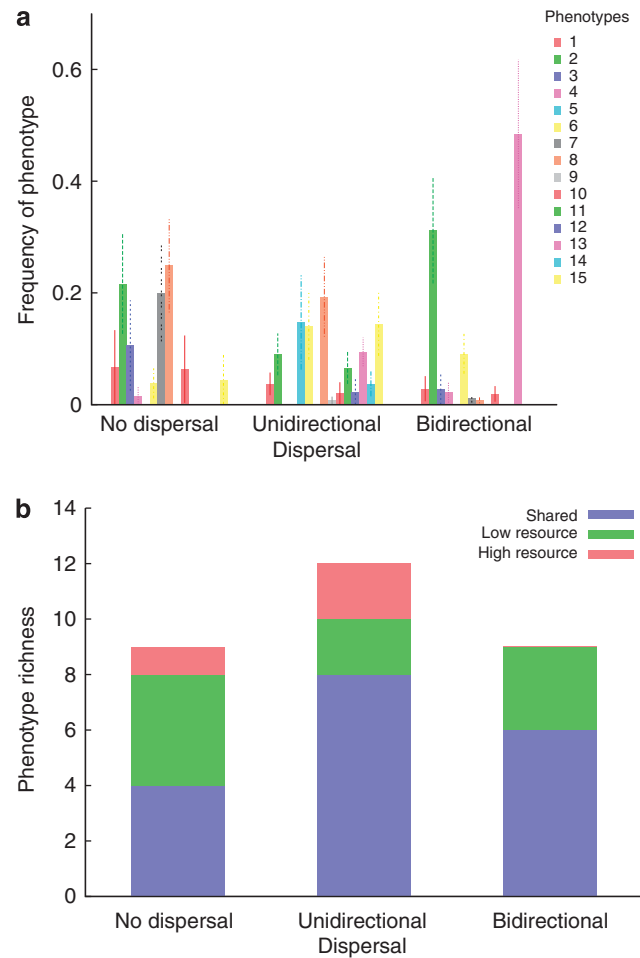 a
Phenotypes
1
2
3
4
5
6
7
8
9
10
11
12
13
14
15
Frequency of phenotype
0.6
0.4
0.2
0
No dispersal
Unidirectional
Bidirectional
Dispersal
b
Shared
Low resource
High resource
Phenotype richness
14
12
10
8
6
4
2
0
No dispersal
Unidirectional
Bidirectional
Dispersal